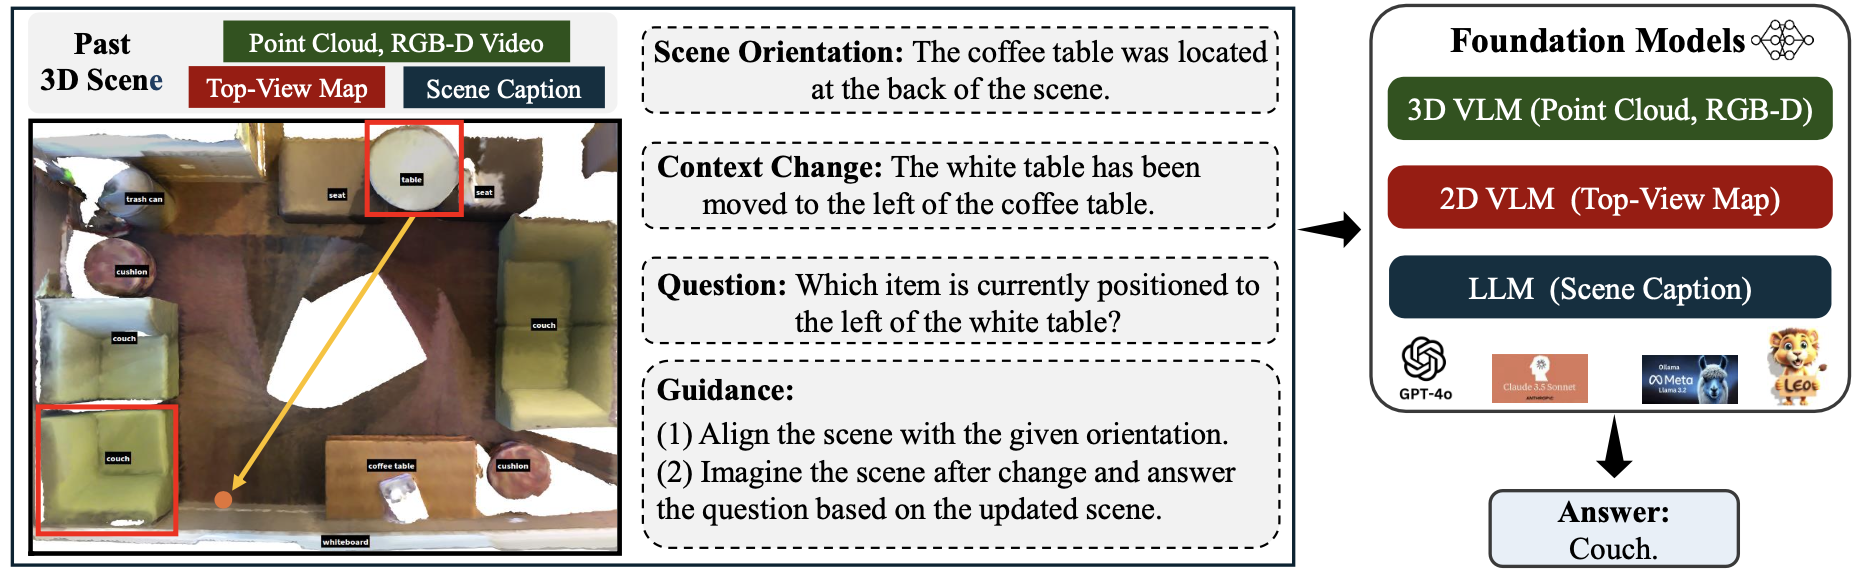 Past
3D Scene
Point Cloud, RGB-D Video
Top-View Map
Scene Caption
table
seat
seat
trash can
cushion
couch
couch
couch
coffee table
cushion
whiteboard
Scene Orientation: The coffee table was located
at the back of the scene.
Context Change: The white table has been
moved to the left of the coffee table.
Question: Which item is currently positioned to
the left of the white table?
Guidance:
(1) Align the scene with the given orientation.
(2) Imagine the scene after change and answer
the question based on the updated scene.
Foundation Models
3D VLM (Point Cloud, RGB-D)
2D VLM (Top-View Map)
LLM (Scene Caption)
GPT-4o
Claude 3.5 Sonnet
ANTHROPIC
Ollama
Meta
Llama 3.2
LEO
Answer:
Couch.